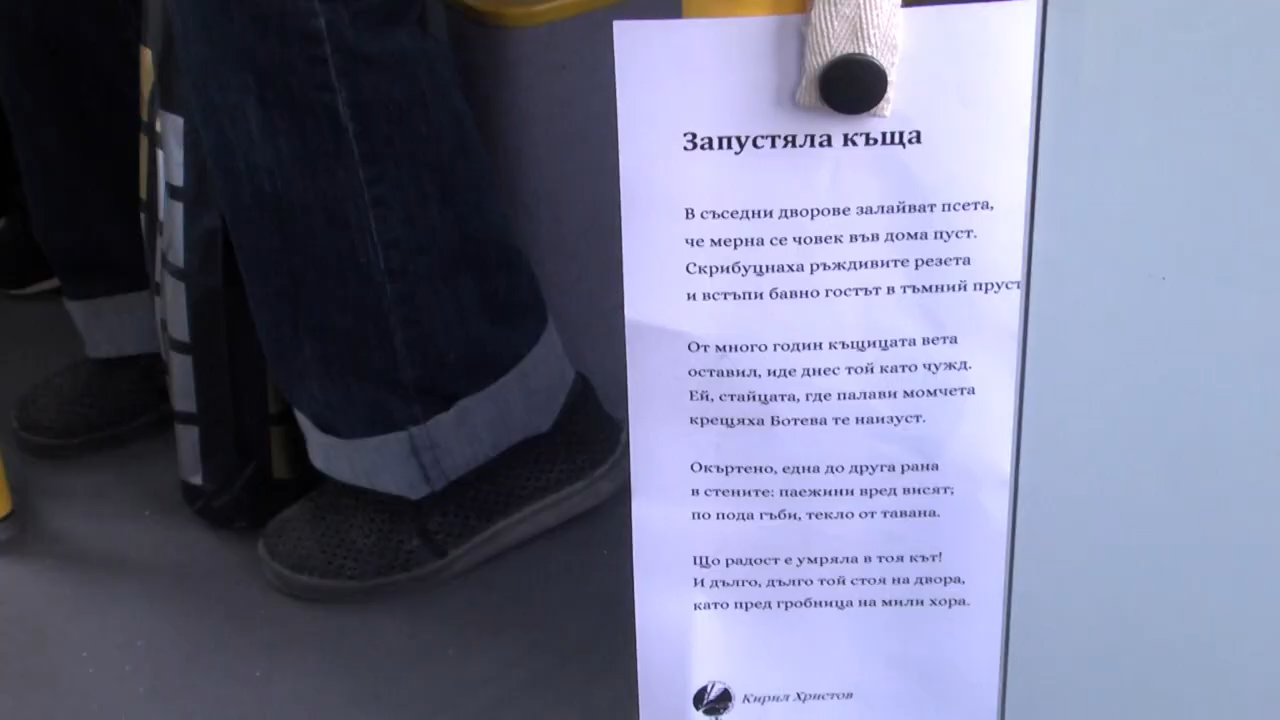 Запустяла къща
В съседни дворове залайват псета,
че мерна се човек във дома пуст.
Скрибуцнаха ръждивите резета
и встъпи бавно гостът в тъмний пруст
От много годин къщицата вета
оставил, иде днес той като чужд.
Ей, стайцата, где палави момчета
крещяха Ботева те наизуст.
Окъртено, една до друга рана
в стените: паежини вред висят;
по пода гъби, текло от тавана.
Що радост е умряла в тоя кът!
И дълго, дълго той стоя на двора,
като пред гробница на мили хора.
Кирил Христов